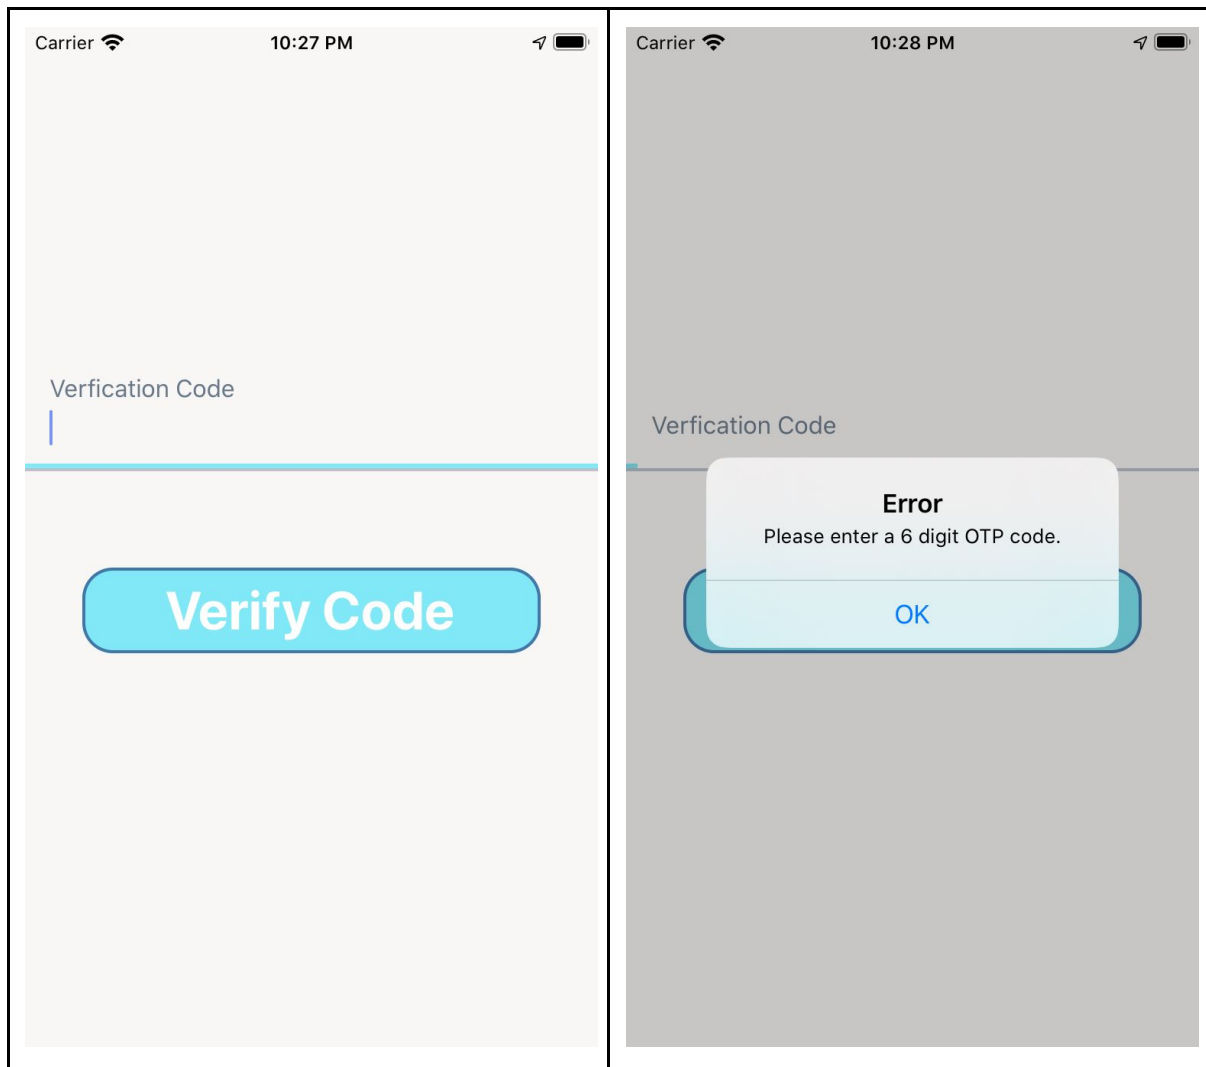 Carrier
10:27 PM
Verfication Code
Verify Code
Carrier
10:28 PM
Verfication Code
Error
Please enter a 6 digit OTP code.
OK